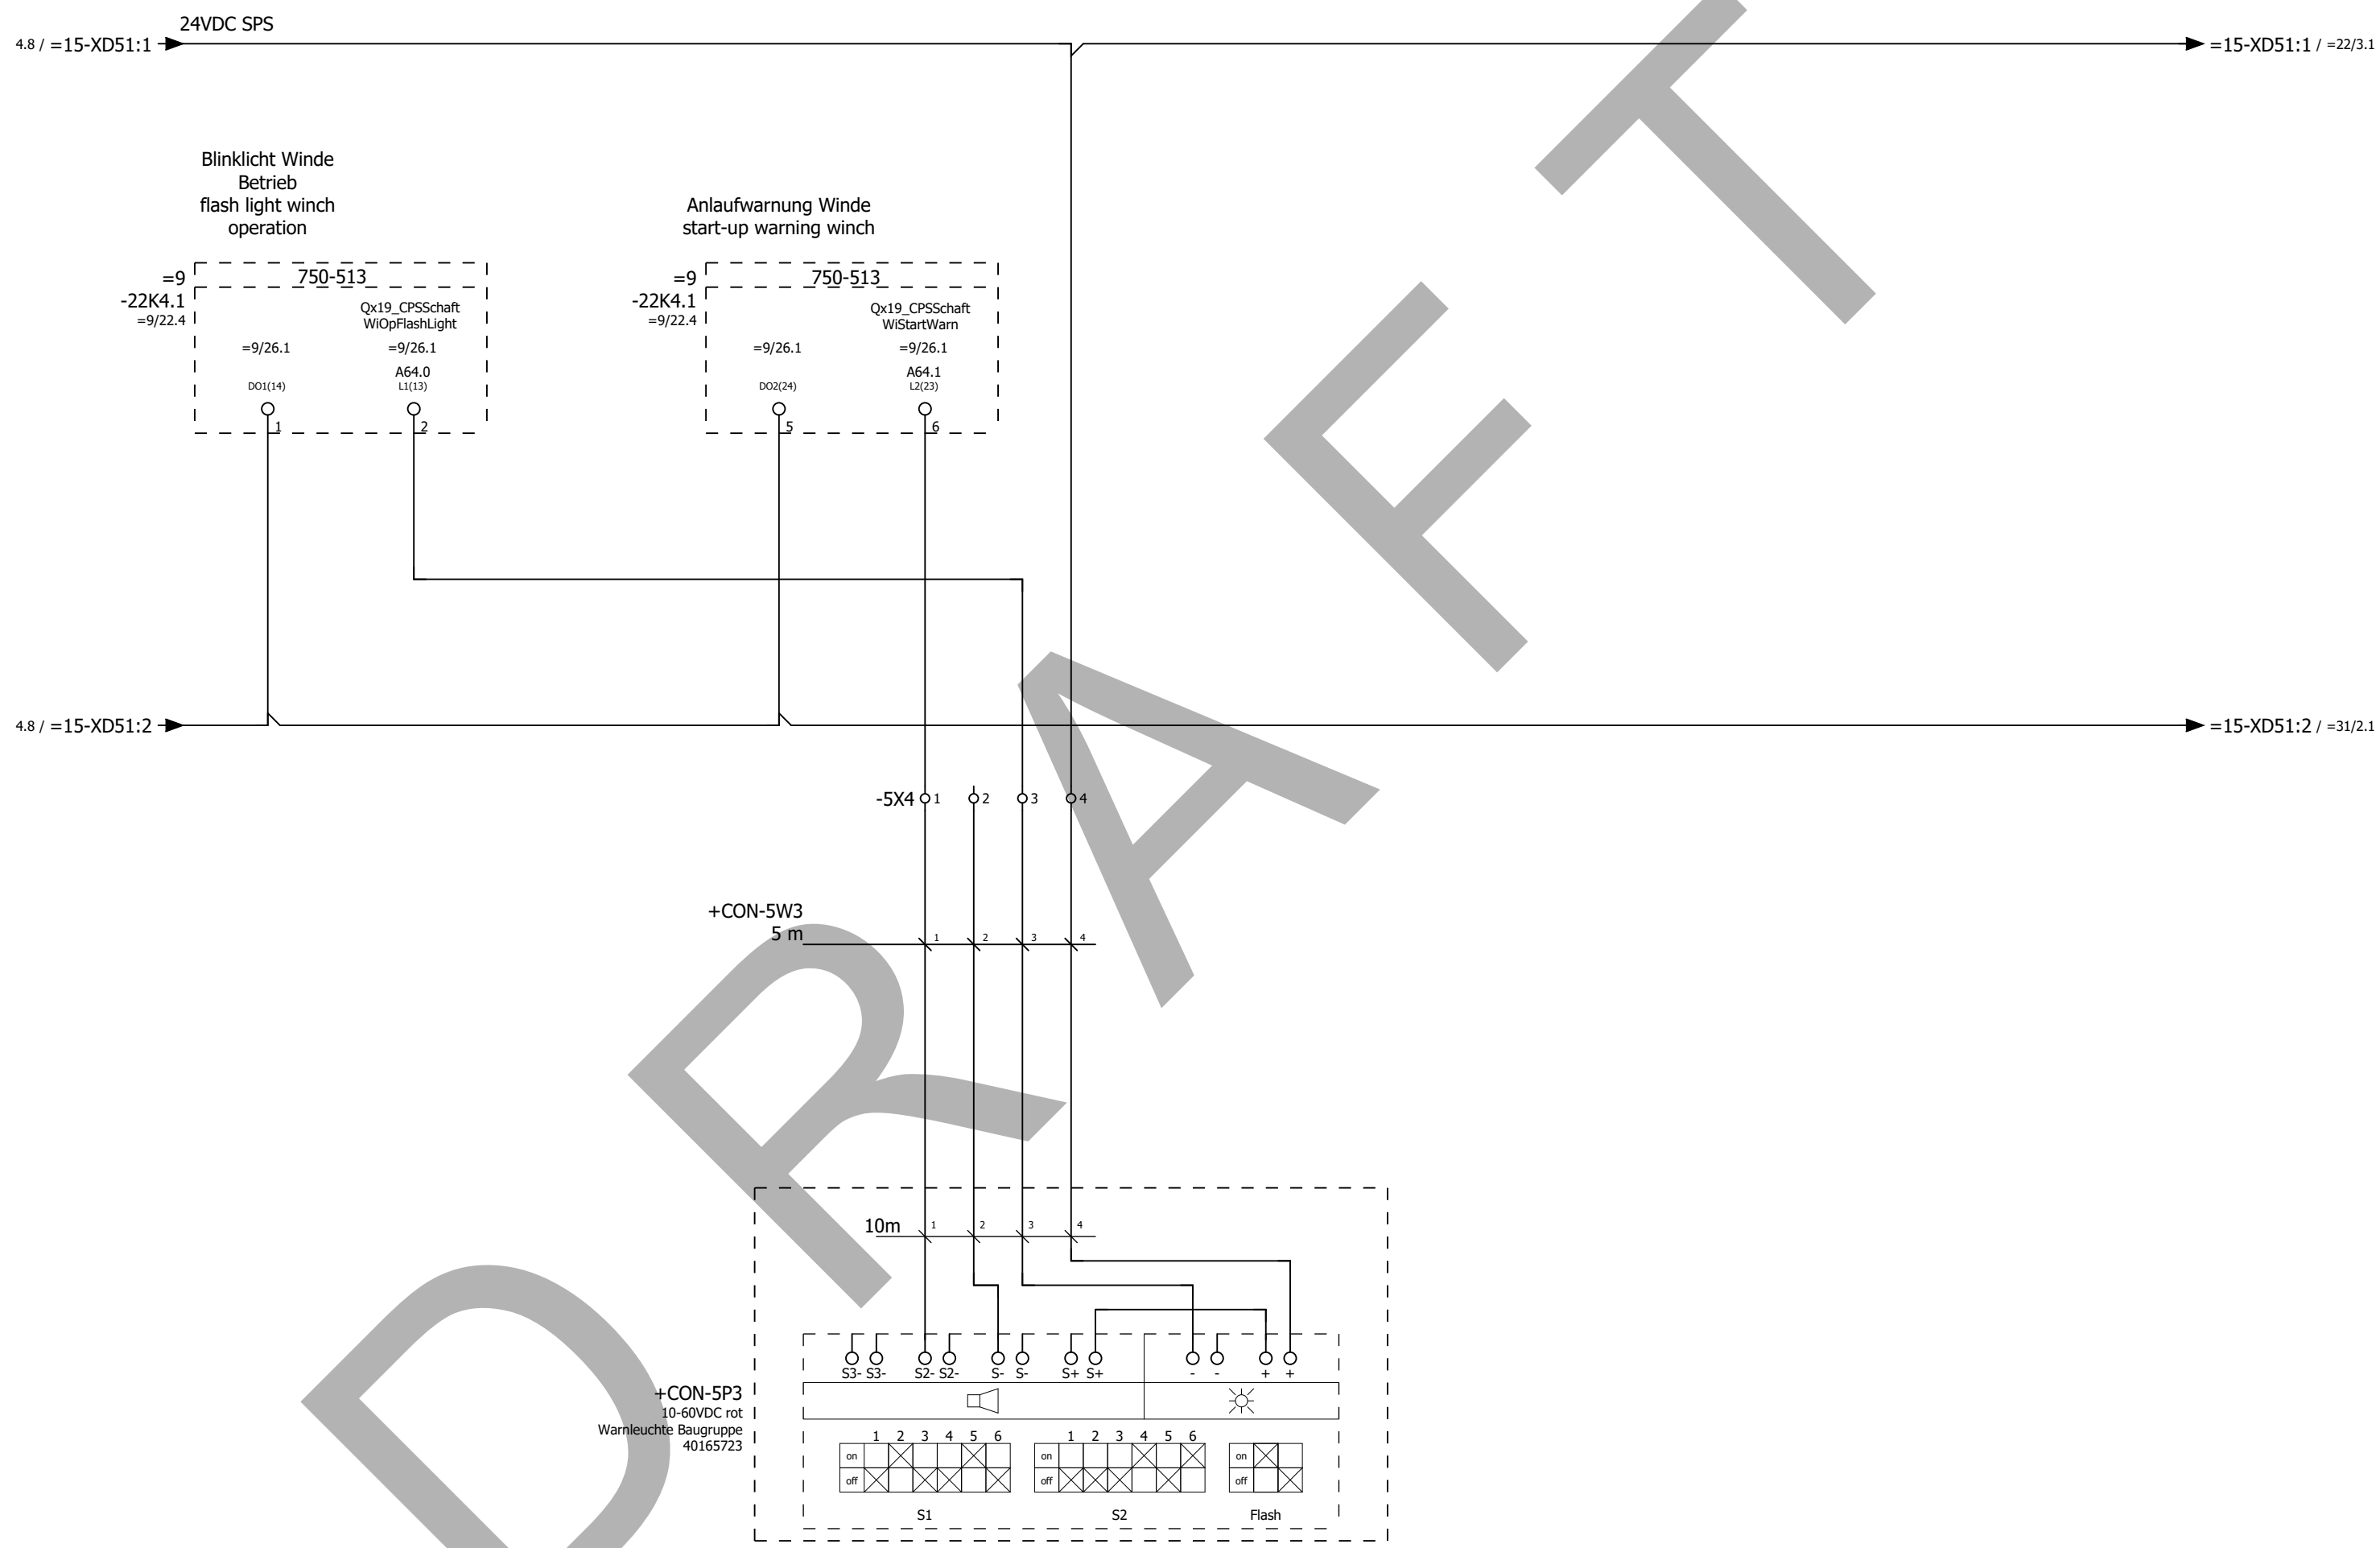 24VDC SPS
4.8 / =15-XD51:1
=15-XD51:1 / =22/3.1
Blinklicht Winde
Betrieb
flash light winch
operation
Anlaufwarnung Winde
start-up warning winch
=9
-22K4.1
=9/22.4
750-513
Qx19_CPSSchaft
WiOpFlashLight
=9/26.1
=9/26.1
A64.0
DO1(14)
L1(13)
1
2
=9
-22K4.1
=9/22.4
750-513
Qx19_CPSSchaft
WiStartWarn
=9/26.1
=9/26.1
A64.1
DO2(24)
L2(23)
5
6
4.8 / =15-XD51:2
=15-XD51:2 / =31/2.1
-5X4 1 2 3 4
+CON-5W3
5 m
1 2 3 4
10m 1 2 3 4
S3- S3- S2- S2- S- S- S+ S+ - - + +
+CON-5P3
10-60VDC rot
Warnleuchte Baugruppe
40165723
1 2 3 4 5 6
on
off
S1
1 2 3 4 5 6
on
off
S2
on
off
Flash
DRAFT